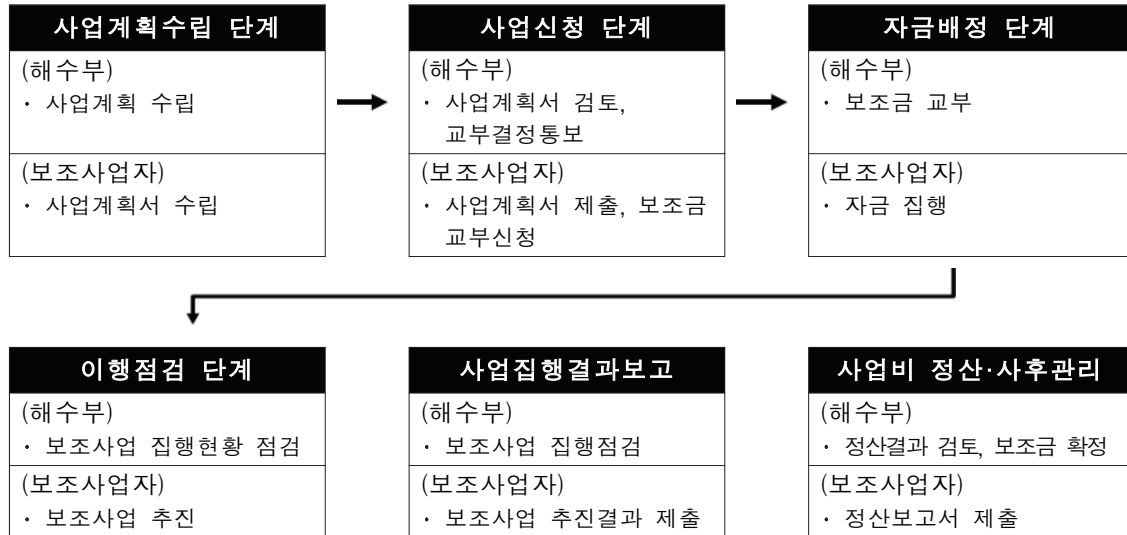 사업계획수립 단계
(해수부)
· 사업계획 수립
(보조사업자)
· 사업계획서 수립
사업신청 단계
(해수부)
· 사업계획서 검토,
교부결정통보
(보조사업자)
· 사업계획서 제출, 보조금
교부신청
자금배정 단계
(해수부)
· 보조금 교부
(보조사업자)
· 자금 집행
이행점검 단계
(해수부)
· 보조사업 집행현황 점검
(보조사업자)
· 보조사업 추진
사업집행결과보고
(해수부)
· 보조사업 집행점검
(보조사업자)
· 보조사업 추진결과 제출
사업비 정산·사후관리
(해수부)
· 정산결과 검토, 보조금 확정
(보조사업자)
· 정산보고서 제출